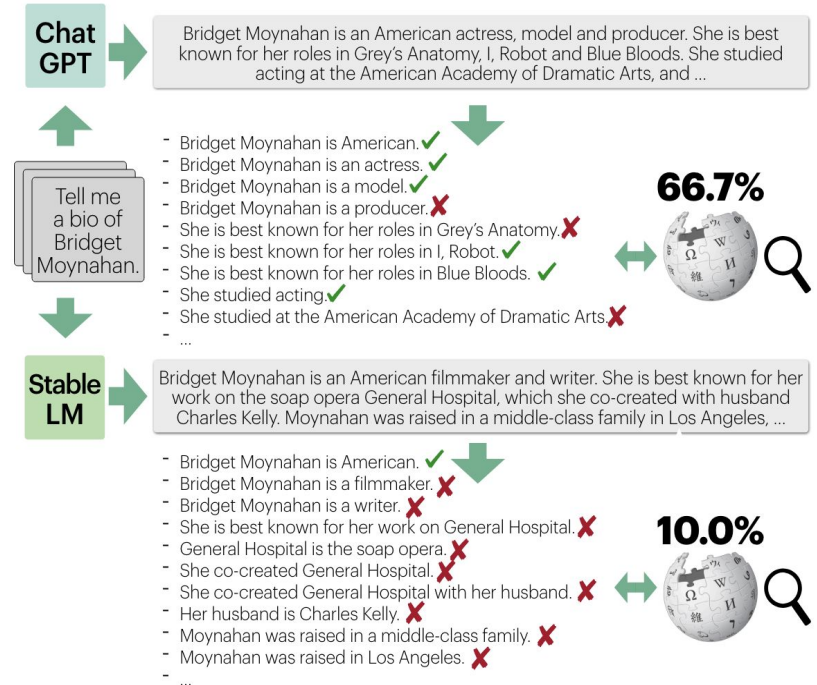 Chat
GPT
Bridget Moynahan is an American actress, model and producer. She is best
known for her roles in Grey’s Anatomy, I, Robot and Blue Bloods. She studied
acting at the American Academy of Dramatic Arts, and ...
Tell me
a bio of
Bridget
Moynahan.
- Bridget Moynahan is American. ✓
- Bridget Moynahan is an actress. ✓
- Bridget Moynahan is a model. ✓
- Bridget Moynahan is a producer. ✗
- She is best known for her roles in Grey’s Anatomy. ✗
- She is best known for her roles in I, Robot. ✓
- She is best known for her roles in Blue Bloods. ✓
- She studied acting. ✓
- She studied at the American Academy of Dramatic Arts. ✗
- ...
66.7%
Ω W И 維
Stable
LM
Bridget Moynahan is an American filmmaker and writer. She is best known for her
work on the soap opera General Hospital, which she co-created with husband
Charles Kelly. Moynahan was raised in a middle-class family in Los Angeles, ...
- Bridget Moynahan is American. ✓
- Bridget Moynahan is a filmmaker. ✗
- Bridget Moynahan is a writer. ✗
- She is best known for her work on General Hospital. ✗
- General Hospital is the soap opera. ✗
- She co-created General Hospital. ✗
- She co-created General Hospital with her husband. ✗
- Her husband is Charles Kelly. ✗
- Moynahan was raised in a middle-class family. ✗
- Moynahan was raised in Los Angeles. ✗
- ...
10.0%
Ω W И 維